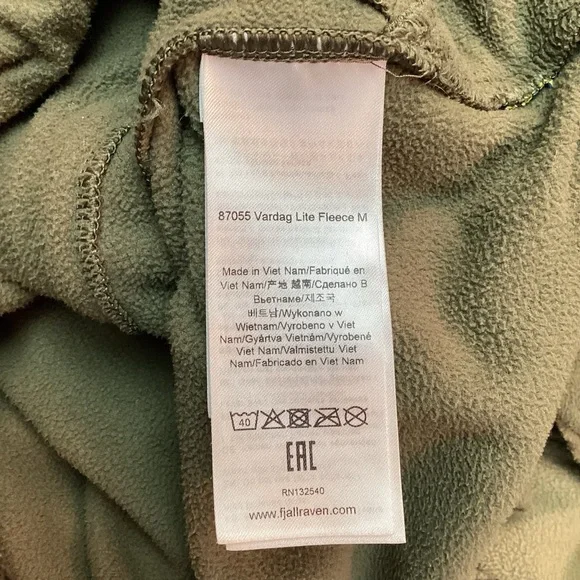 87055 Vardag Lite Fleece M
Made in Viet Nam/Fabriqué en
Viet Nam/产地 越南/Сделано В
Вьетнаме/제조국
베트남/Wykonano w
Wietnam/Vyrobeno v Viet
Nam/Gyártva Vietnám/Vyrobené
Viet Nam/Valmistettu Viet
Nam/Fabricado en Viet Nam
40
EAC
RN132540
www.fjallraven.com